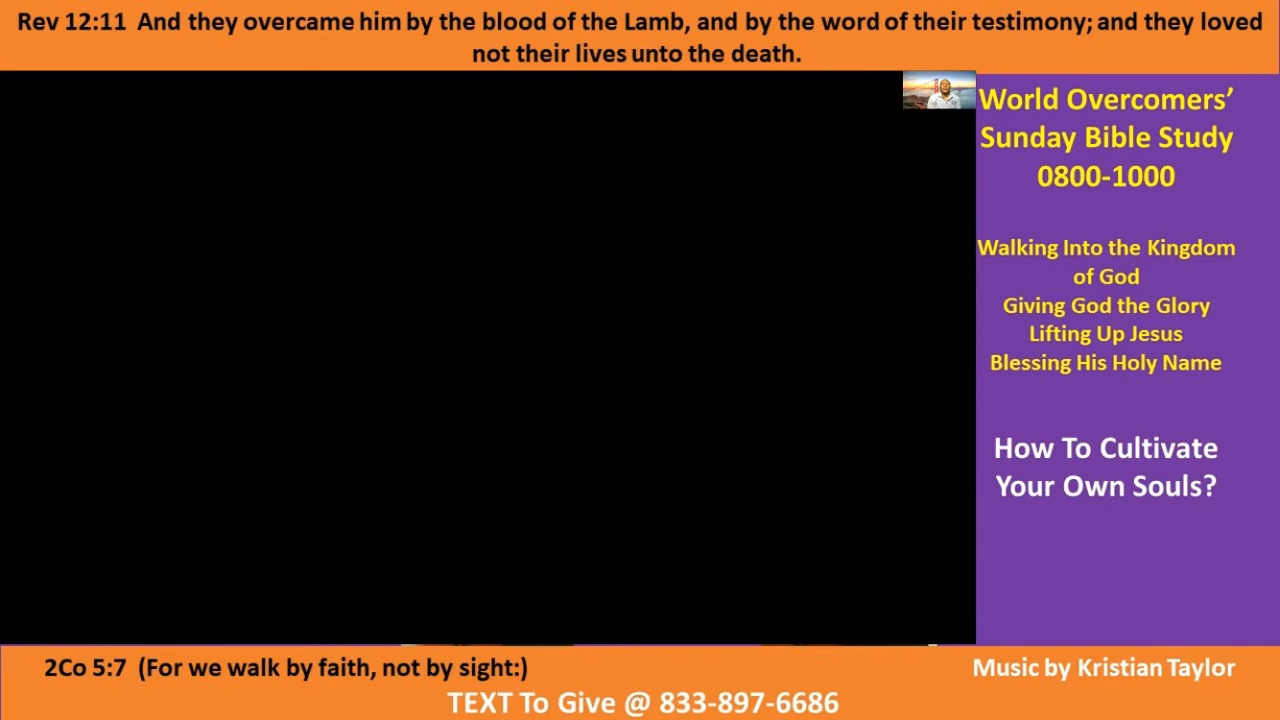 Rev 12:11  And they overcame him by the blood of the Lamb, and by the word of their testimony; and they loved
not their lives unto the death.
World Overcomers’
Sunday Bible Study
0800-1000
Walking Into the Kingdom
of God
Giving God the Glory
Lifting Up Jesus
Blessing His Holy Name
How To Cultivate
Your Own Souls?
2Co 5:7  (For we walk by faith, not by sight:)
Music by Kristian Taylor
TEXT To Give @ 833-897-6686